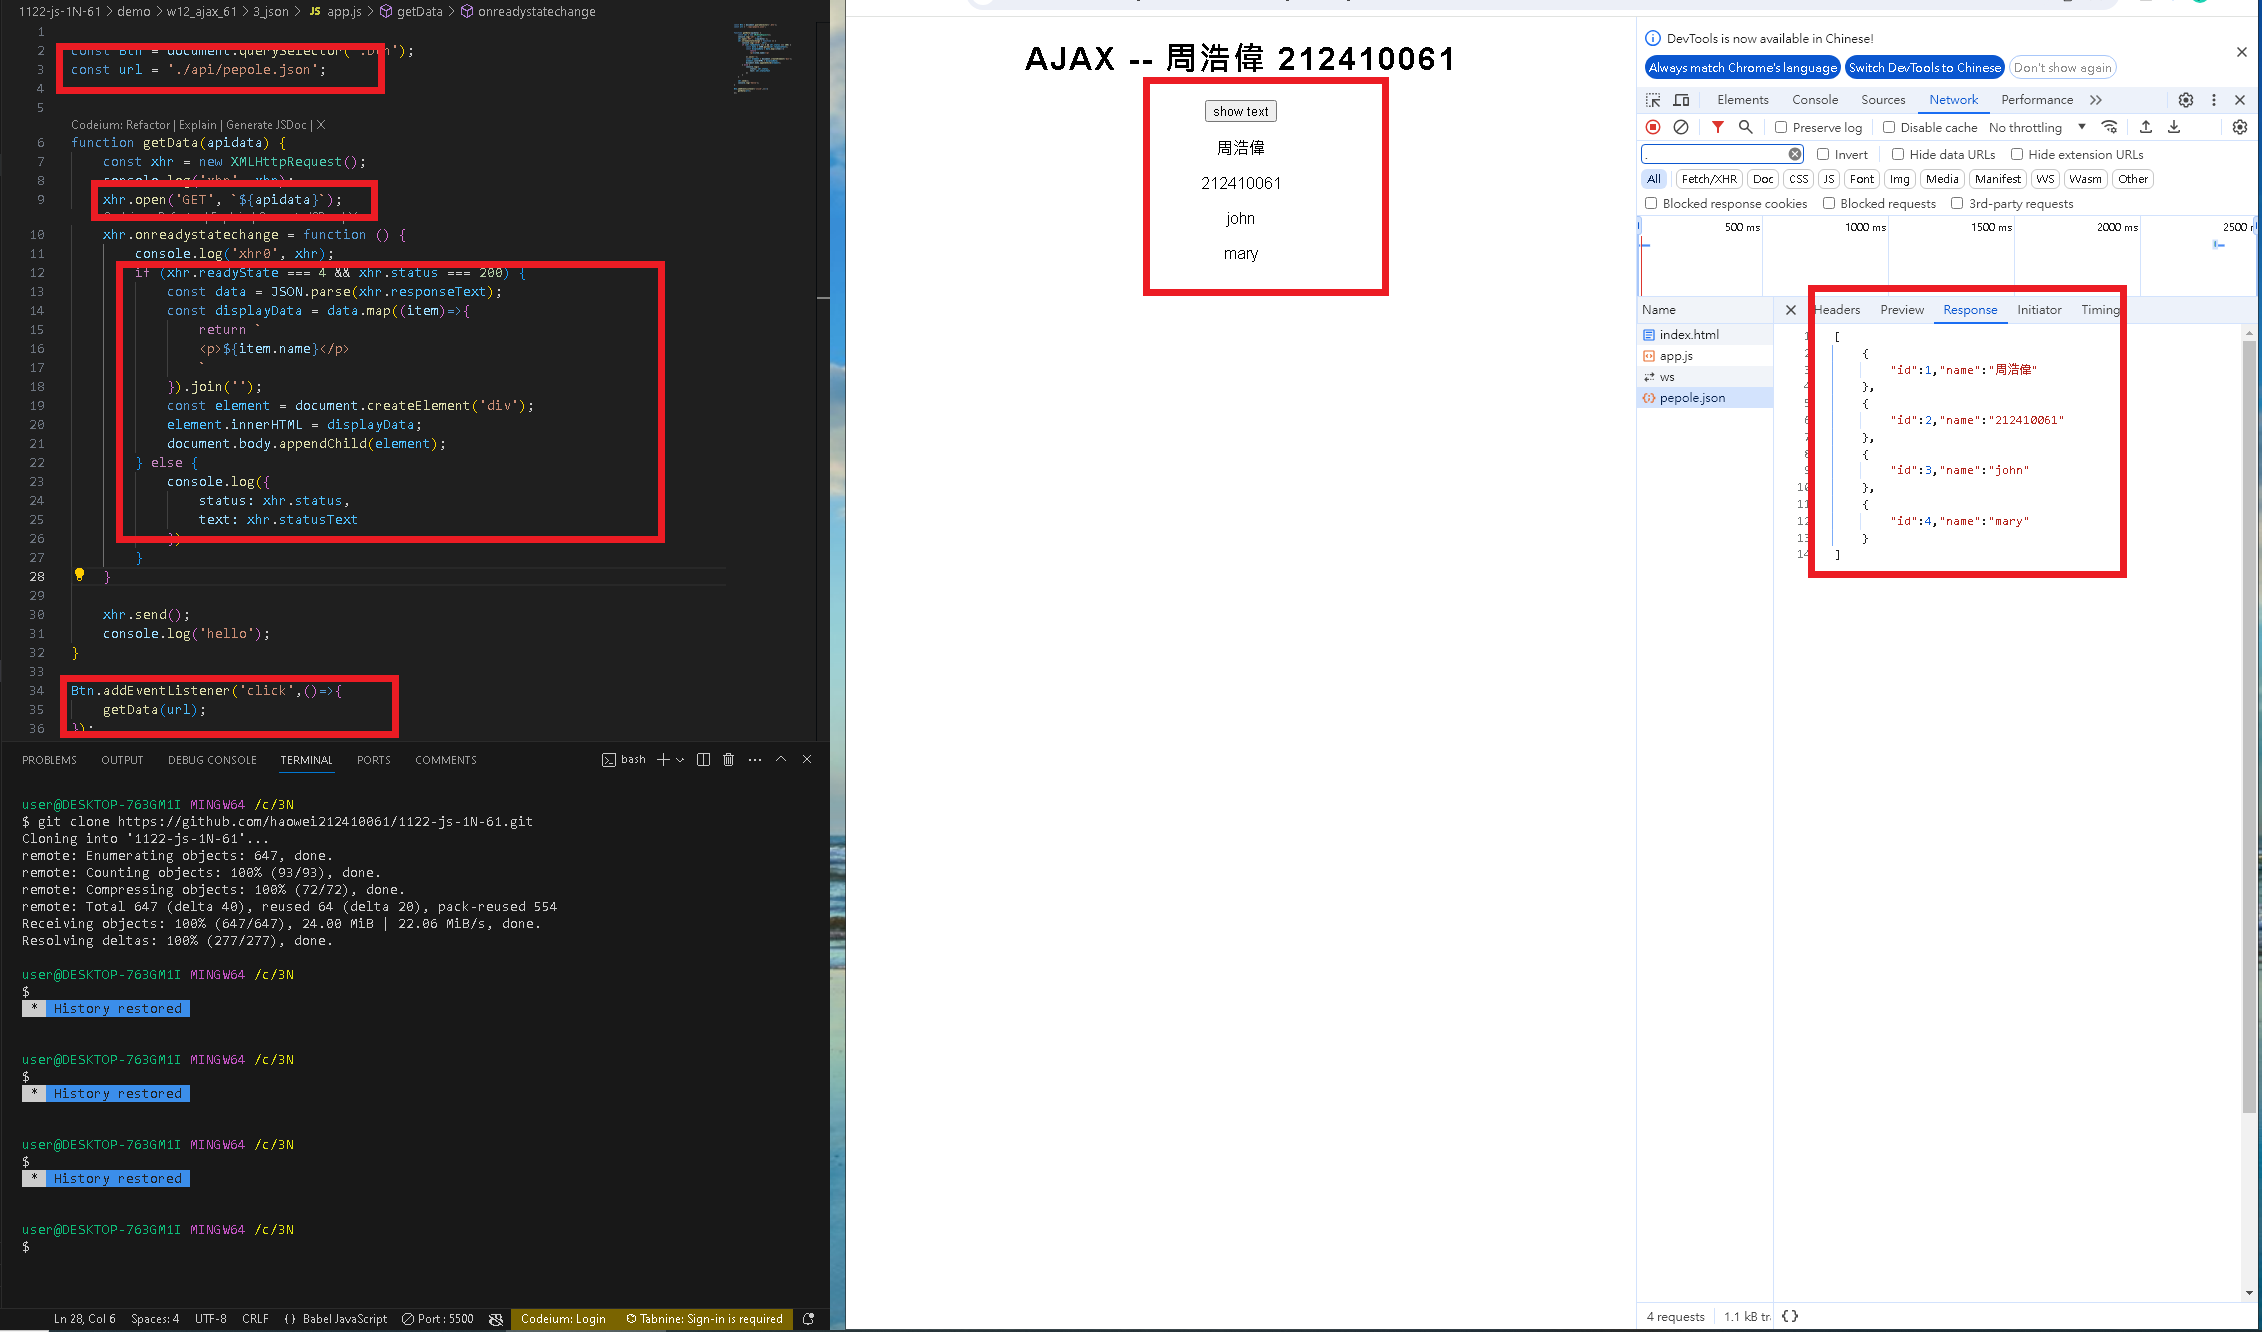 1122-js-1N-61 > demo > w12_ajax_61 > 3_json > JS app.js > getData > onreadystatechange
1
2 const Btn = document.querySelector('.btn');
3 const url = './api/pepole.json';
4
5
Codeium: Refactor | Explain | Generate JSDoc | X
6 function getData(apidata) {
7 const xhr = new XMLHttpRequest();
8 console.log('xhr', xhr);
9 xhr.open('GET', `${apidata}`);
10 xhr.onreadystatechange = function () {
11 console.log('xhr0', xhr);
12 if (xhr.readyState === 4 && xhr.status === 200) {
13 const data = JSON.parse(xhr.responseText);
14 const displayData = data.map((item)=>{
15 return `
16 <p>${item.name}</p>
17 `
18 }).join('');
19 const element = document.createElement('div');
20 element.innerHTML = displayData;
21 document.body.appendChild(element);
22 } else {
23 console.log({
24 status: xhr.status,
25 text: xhr.statusText
26 })
27 }
28 }
29
30 xhr.send();
31 console.log('hello');
32 }
33
34 Btn.addEventListener('click',()=>{
35 getData(url);
36 });
PROBLEMS OUTPUT DEBUG CONSOLE TERMINAL PORTS COMMENTS bash
user@DESKTOP-763GM1I MINGW64 /c/3N
$ git clone https://github.com/haowei212410061/1122-js-1N-61.git
Cloning into '1122-js-1N-61'...
remote: Enumerating objects: 647, done.
remote: Counting objects: 100% (93/93), done.
remote: Compressing objects: 100% (72/72), done.
remote: Total 647 (delta 40), reused 64 (delta 20), pack-reused 554
Receiving objects: 100% (647/647), 24.00 MiB | 22.06 MiB/s, done.
Resolving deltas: 100% (277/277), done.
user@DESKTOP-763GM1I MINGW64 /c/3N
$
* History restored
user@DESKTOP-763GM1I MINGW64 /c/3N
$
* History restored
user@DESKTOP-763GM1I MINGW64 /c/3N
$
* History restored
user@DESKTOP-763GM1I MINGW64 /c/3N
$
Ln 28, Col 6 Spaces: 4 UTF-8 CRLF {} Babel JavaScript Port : 5500 Codeium: Login Tabnine: Sign-in is required
AJAX -- 周浩偉 212410061
show text
周浩偉
212410061
john
mary
DevTools is now available in Chinese!
Always match Chrome's language Switch DevTools to Chinese Don't show again
Elements Console Sources Network Performance
Preserve log Disable cache No throttling
. Invert Hide data URLs Hide extension URLs
All Fetch/XHR Doc CSS JS Font Img Media Manifest WS Wasm Other
Blocked response cookies Blocked requests 3rd-party requests
500 ms 1000 ms 1500 ms 2000 ms 2500 m
Name
index.html
app.js
ws
pepole.json
Headers Preview Response Initiator Timing
1 [
2 {
3 "id":1,"name":"周浩偉"
4 },
5 {
6 "id":2,"name":"212410061"
7 },
8 {
9 "id":3,"name":"john"
10 },
11 {
12 "id":4,"name":"mary"
13 }
14 ]
4 requests 1.1 kB tr {}